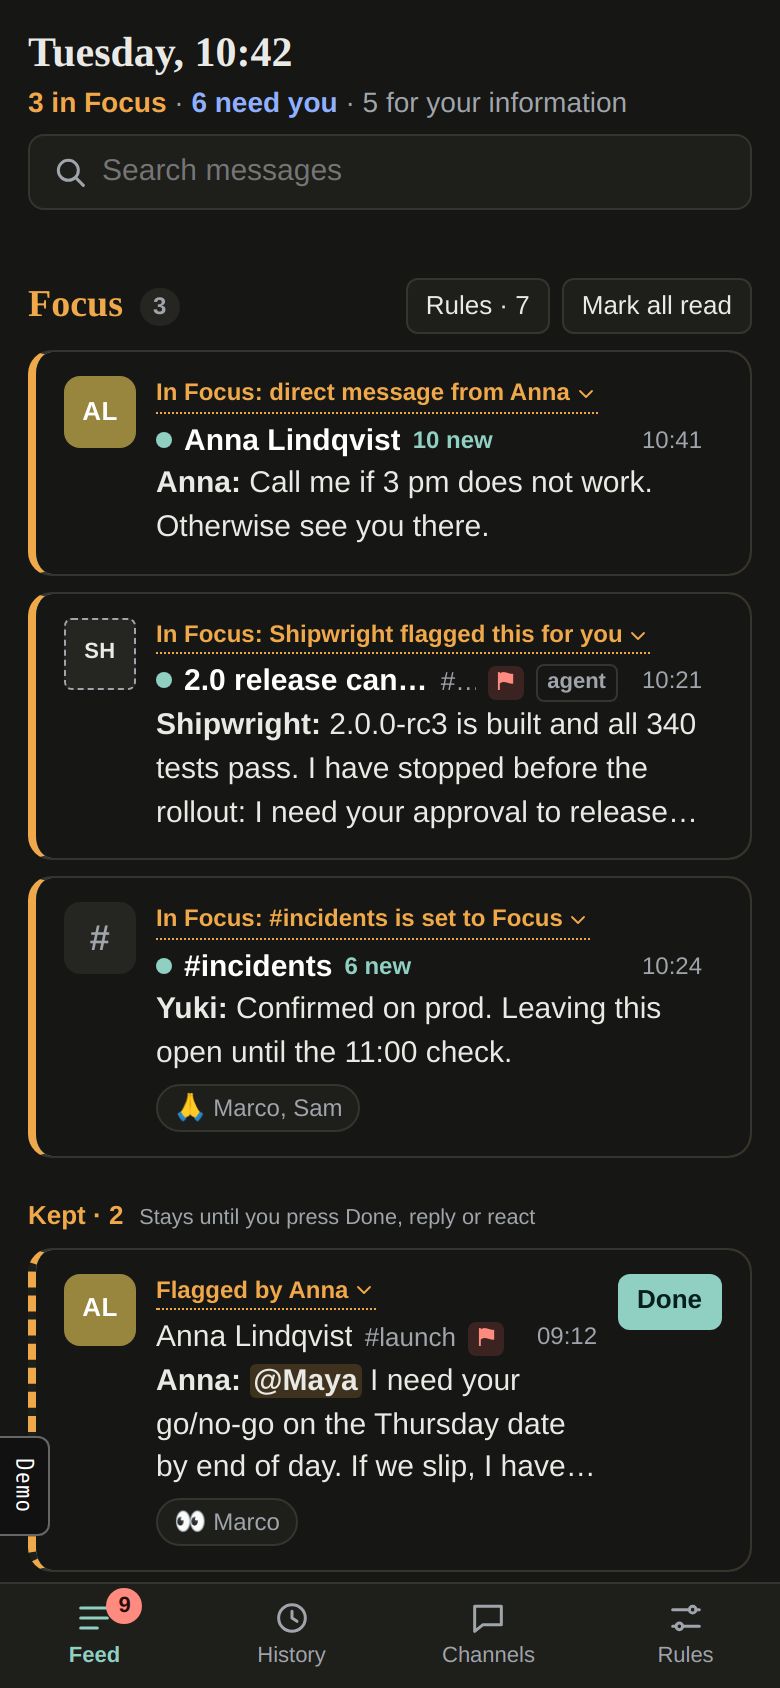 Tuesday, 10:42
3 in Focus · 6 need you · 5 for your information
Search messages
Focus 3 Rules · 7 Mark all read
AL In Focus: direct message from Anna
Anna Lindqvist 10 new 10:41
Anna: Call me if 3 pm does not work.
Otherwise see you there.
SH In Focus: Shipwright flagged this for you
2.0 release can… #… agent 10:21
Shipwright: 2.0.0-rc3 is built and all 340
tests pass. I have stopped before the
rollout: I need your approval to release…
# In Focus: #incidents is set to Focus
#incidents 6 new 10:24
Yuki: Confirmed on prod. Leaving this
open until the 11:00 check.
🙏 Marco, Sam
Kept · 2 Stays until you press Done, reply or react
AL Flagged by Anna Done
Anna Lindqvist #launch 09:12
Anna: @Maya I need your
go/no-go on the Thursday date
by end of day. If we slip, I have…
👀 Marco
Demo
9
Feed History Channels Rules